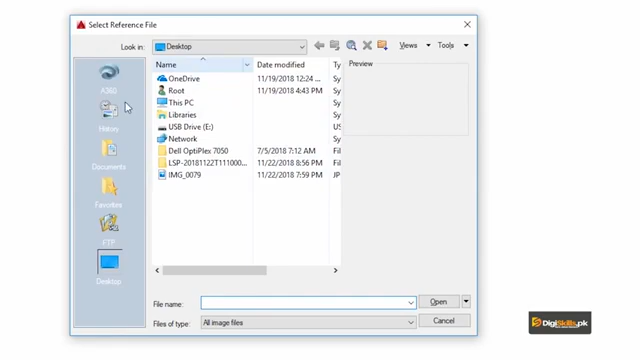 Select Reference File
Look in: Desktop Views Tools
Name Date modified Ty Preview
OneDrive 11/19/2018 12:24 ... Sy
Root 11/19/2018 4:43 PM Sy
This PC Sy
Libraries Sy
USB Drive (E:) Sy
Network Sy
Dell OptiPlex 7050 7/5/2018 7:12 AM Fil
LSP-20181122T111000... 11/22/2018 8:56 PM Fil
IMG_0079 11/22/2018 7:59 PM JP
A360
History
Documents
Favorites
FTP
Desktop
File name: Open
Files of type: All image files Cancel
DigiSkills.pk